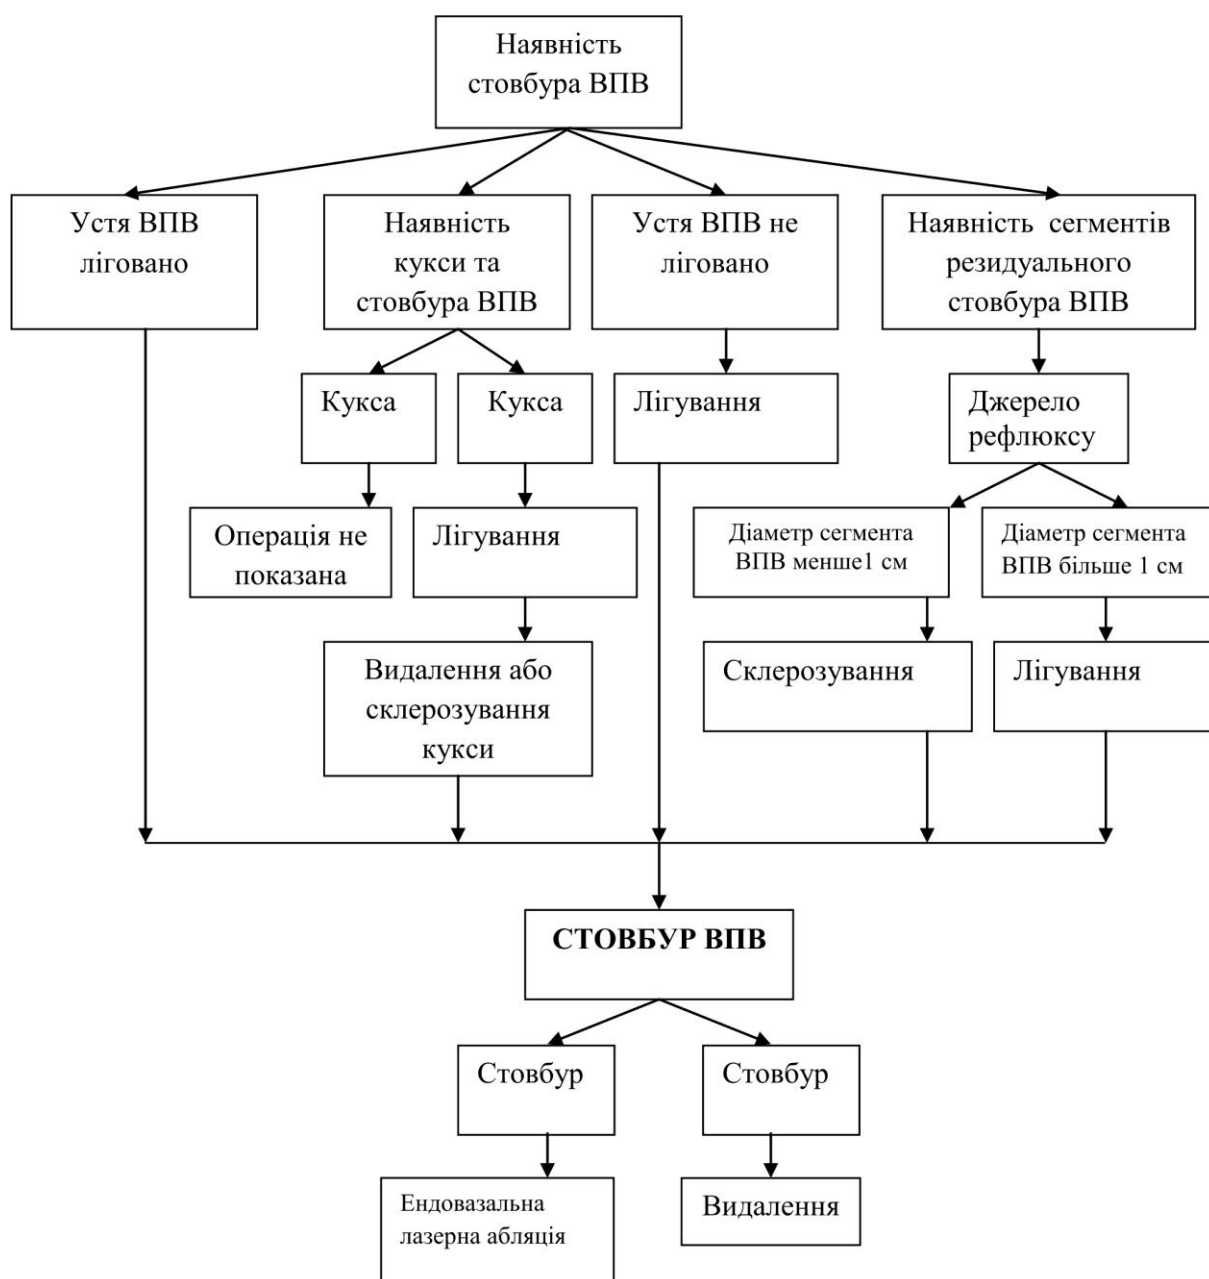 Наявність
стовбура ВПВ
Устя ВПВ
ліговано
Наявність
кукси та
стовбура ВПВ
Устя ВПВ не
ліговано
Наявність сегментів
резидуального
стовбура ВПВ
Кукса
Кукса
Лігування
Джерело
рефлюксу
Операція не
показана
Лігування
Діаметр сегмента
ВПВ менше1 см
Діаметр сегмента
ВПВ більше 1 см
Видалення або
склерозування
кукси
Склерозування
Лігування
СТОВБУР ВПВ
Стовбур
Стовбур
Ендовазальна
лазерна абляція
Видалення